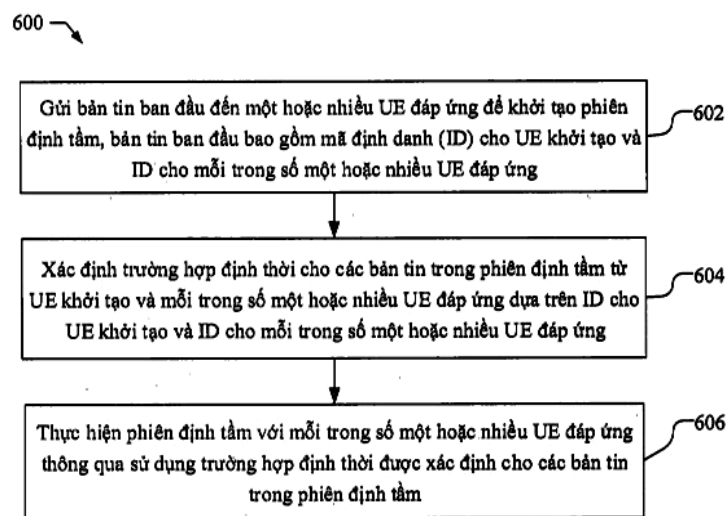 600
Gửi bản tin ban đầu đến một hoặc nhiều UE đáp ứng để khởi tạo phiên
định tầm, bản tin ban đầu bao gồm mã định danh (ID) cho UE khởi tạo và
ID cho mỗi trong số một hoặc nhiều UE đáp ứng
602
Xác định trường hợp định thời cho các bản tin trong phiên định tầm từ
UE khởi tạo và mỗi trong số một hoặc nhiều UE đáp ứng dựa trên ID cho
UE khởi tạo và ID cho mỗi trong số một hoặc nhiều UE đáp ứng
604
Thực hiện phiên định tầm với mỗi trong số một hoặc nhiều UE đáp ứng
thông qua sử dụng trường hợp định thời được xác định cho các bản tin
trong phiên định tầm
606